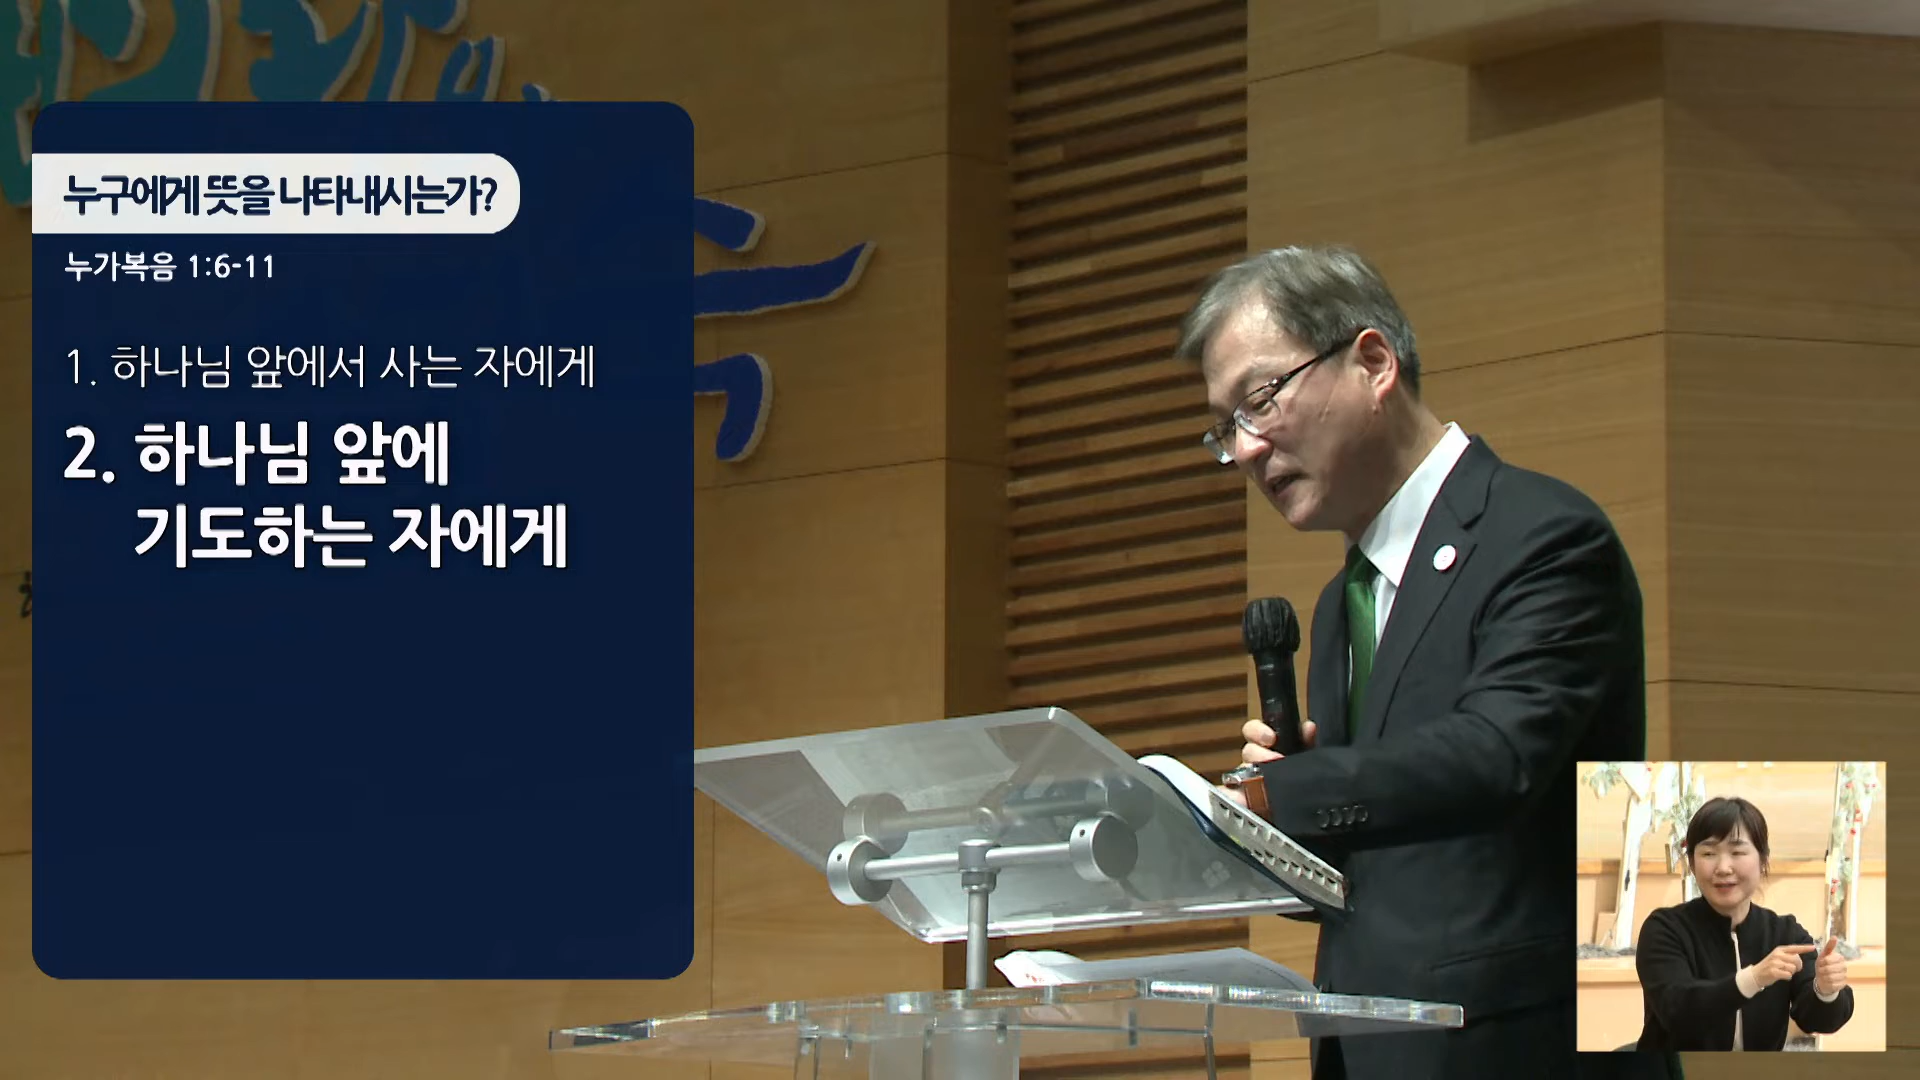 누구에게 뜻을 나타내시는가?
누가복음 1:6-11
1. 하나님 앞에서 사는 자에게
2. 하나님 앞에
기도하는 자에게